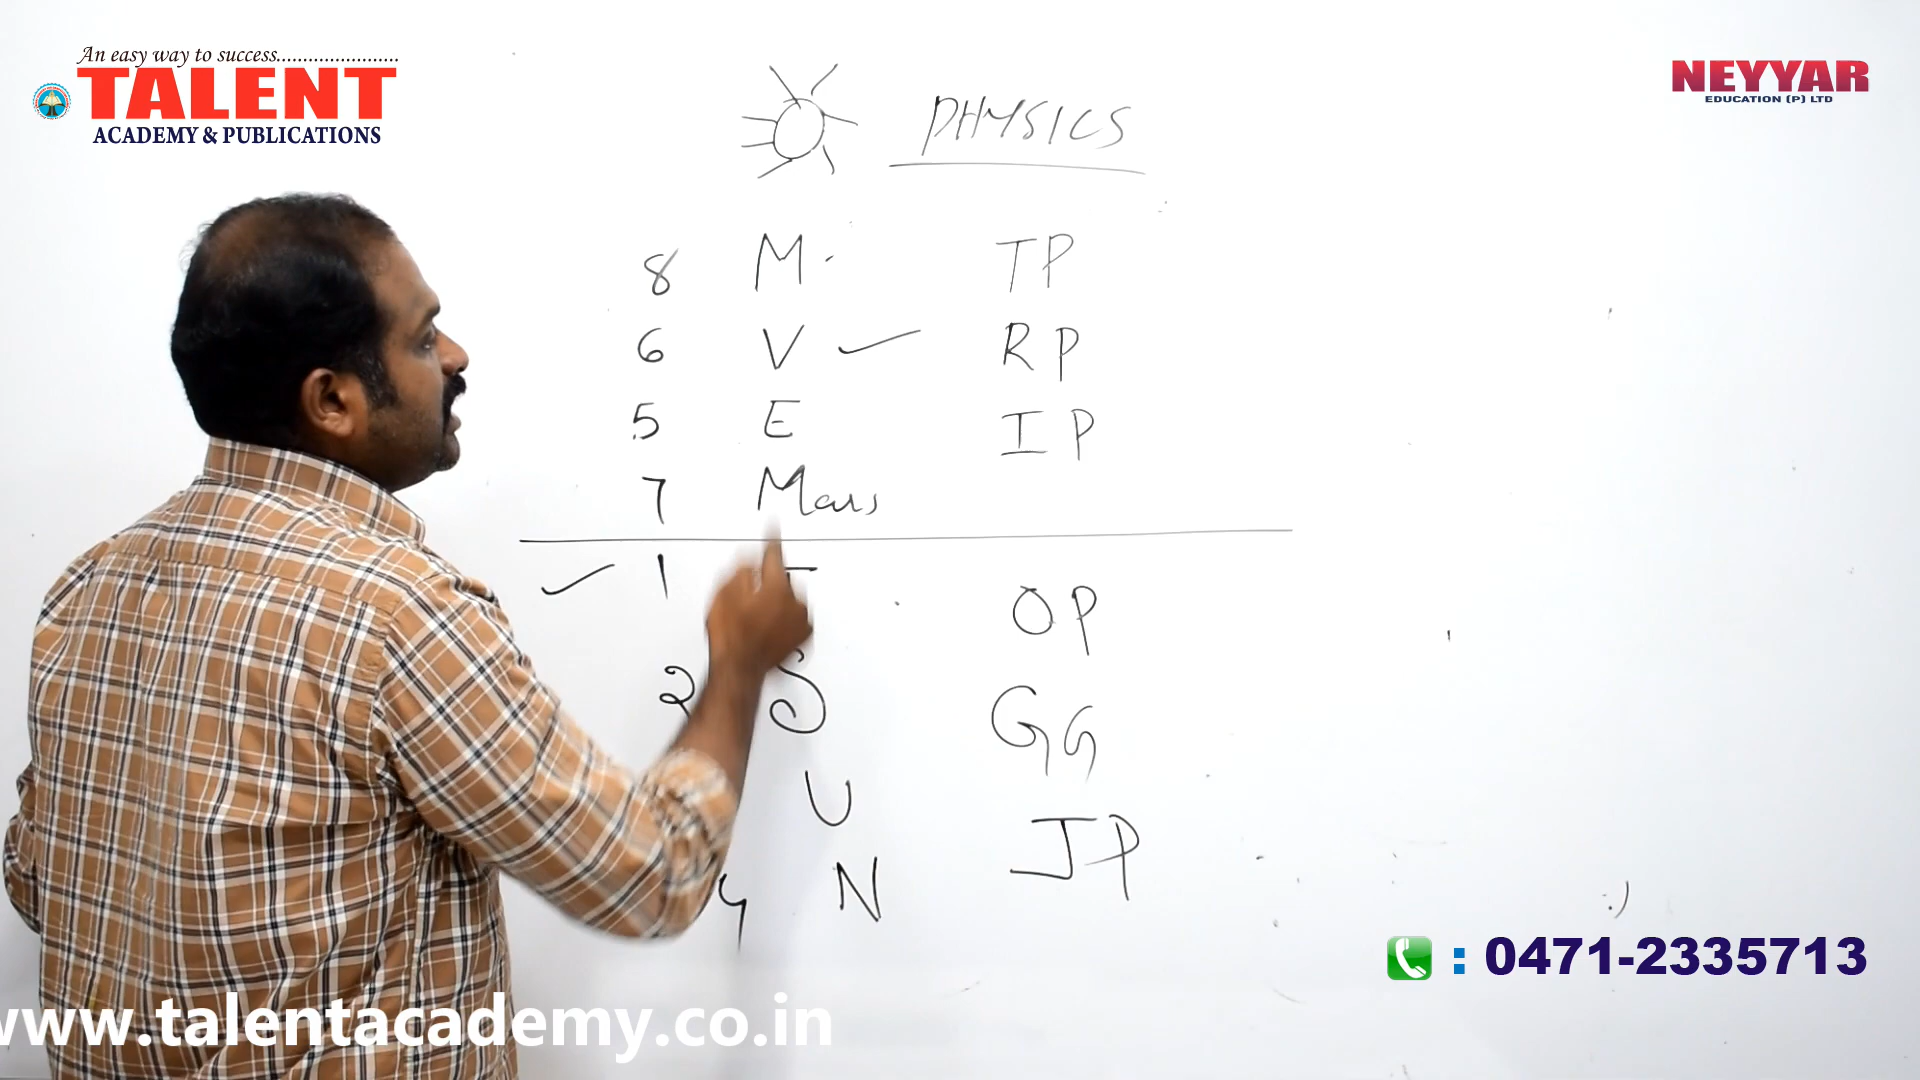 An easy way to success.......................
TALENT
ACADEMY & PUBLICATIONS
NEYYAR
EDUCATION (P) LTD
PHYSICS
8 M. TP
6 V RP
5 E IP
7 Mars
1 OP
2 S GG
U
4 N JP
: 0471-2335713
www.talentacademy.co.in